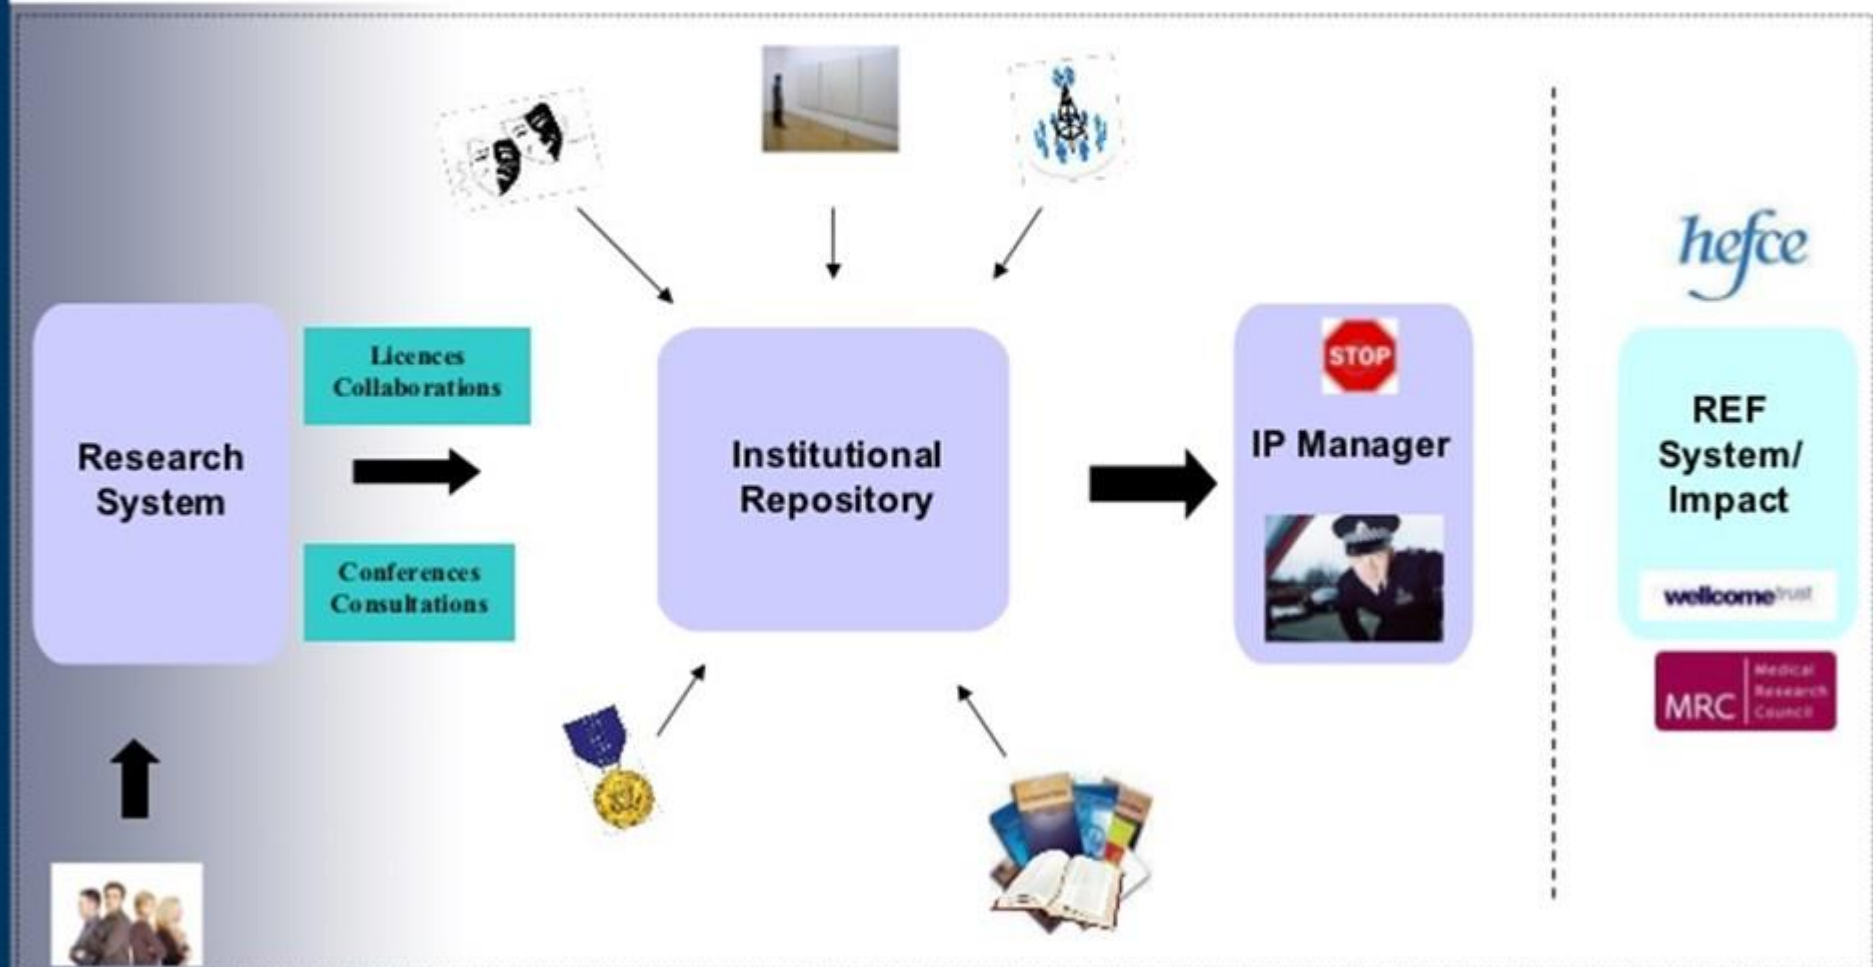 hefce
Licences
Collaborations
Research
System
Conferences
Consultations
Institutional
Repository
STOP
IP Manager
REF
System/
Impact
wellcometrust
MRC
Medical
Research
Council